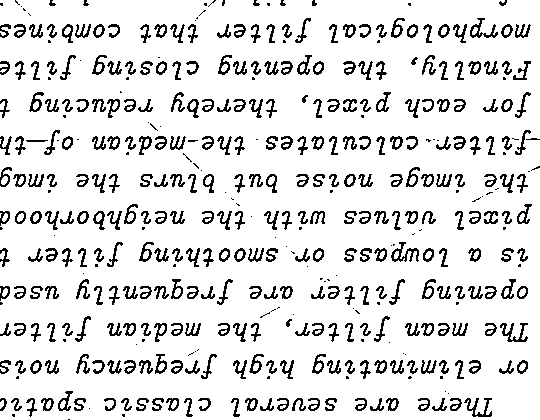 There are several classic spatia
or eliminating high frequency nois
The mean filter, the median filter
opening filter are frequently used
is a lowpass or smoothing filter t
pixel values with the neighborhood
the image noise but blurs the imag
filter calculates the median of th
for each pixel, thereby reducing t
Finally, the opening closing filte
morphological filter that combines